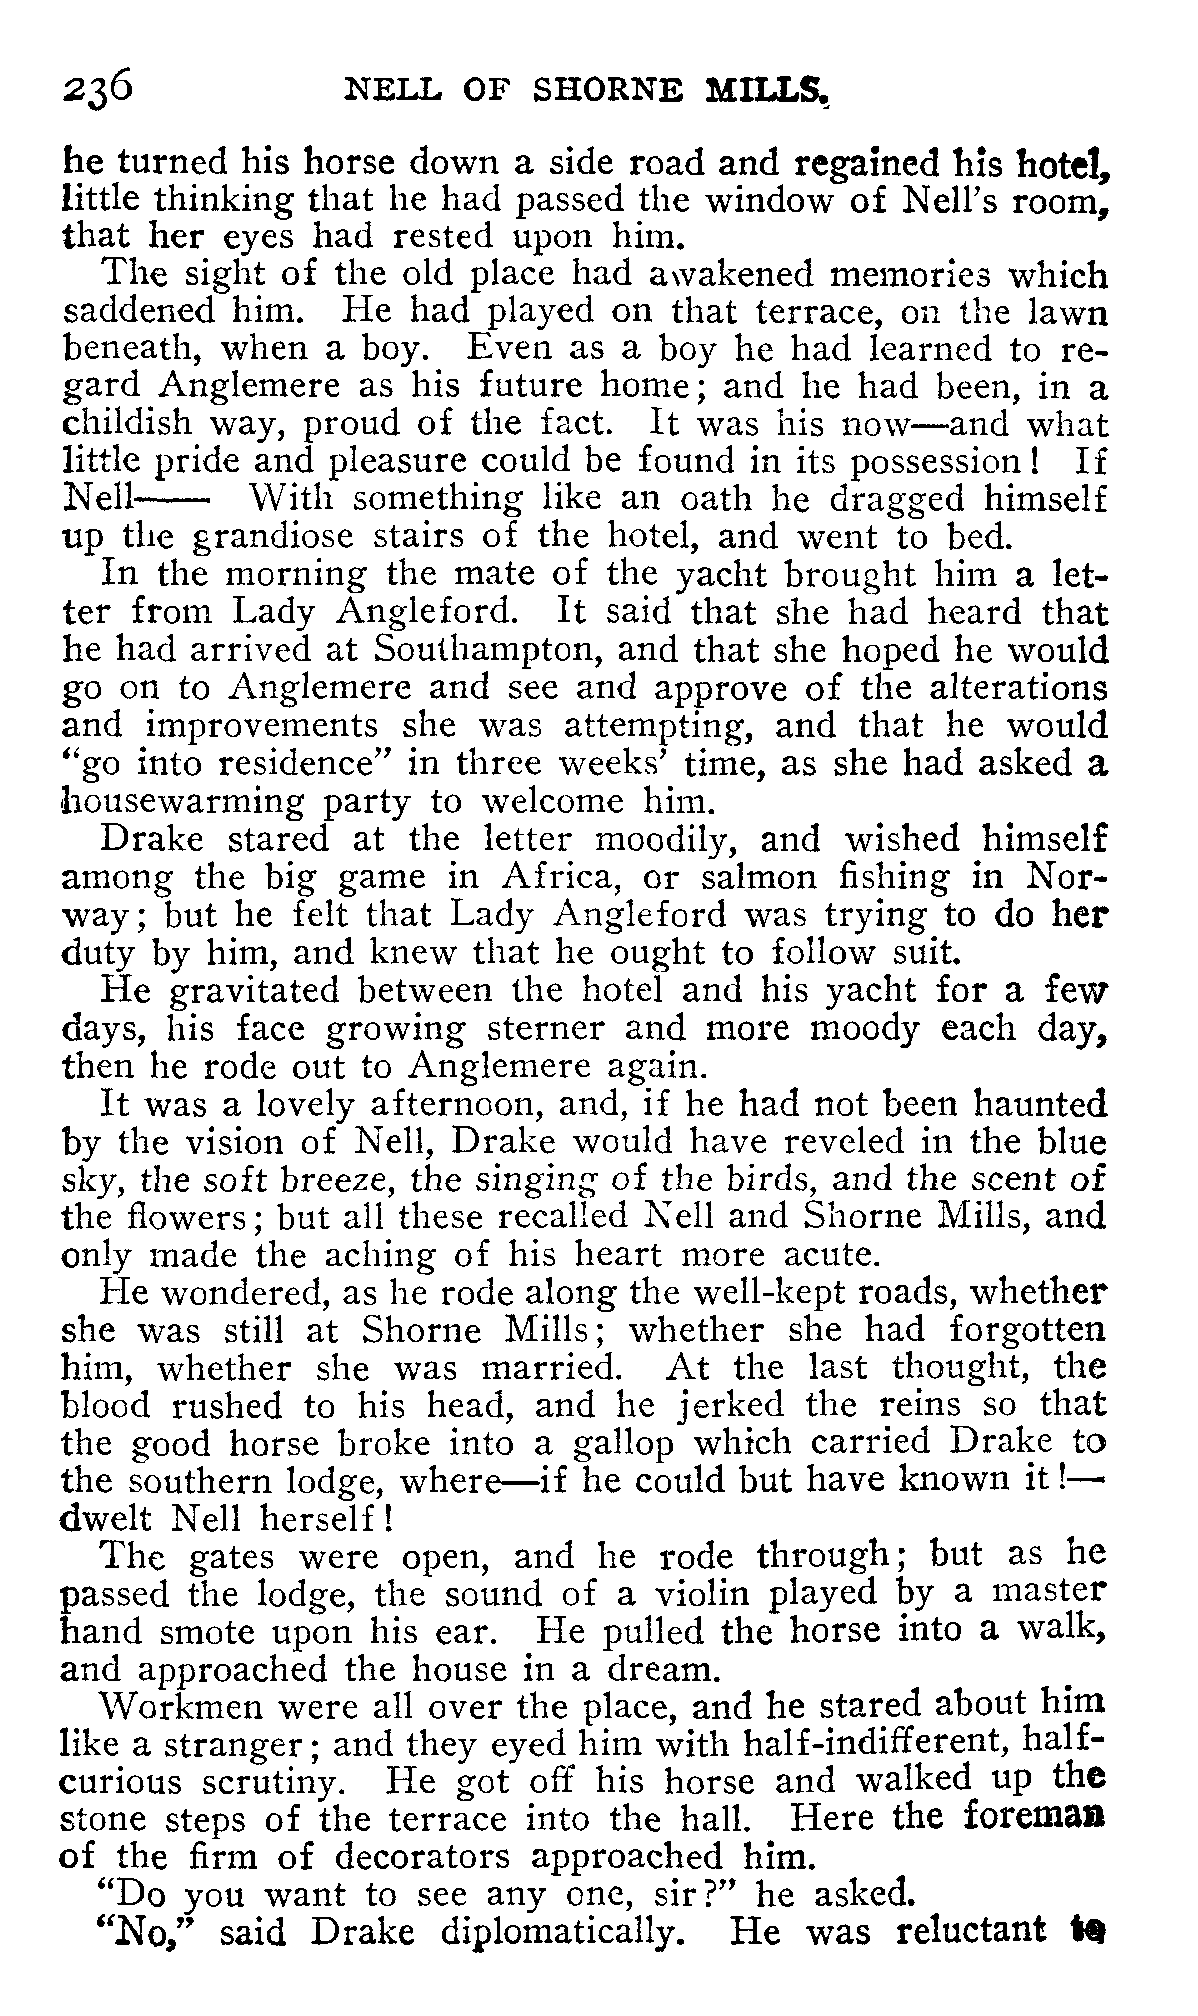 236 NELL OF SHORNE MILLS.
he turned his horse down a side road and regained his hotel,
little thinking that he had passed the window of Nell's room,
that her eyes had rested upon him.
The sight of the old place had awakened memories which
saddened him. He had played on that terrace, on the lawn
beneath, when a boy. Even as a boy he had learned to re-
gard Anglemere as his future home; and he had been, in a
childish way, proud of the fact. It was his now—and what
little pride and pleasure could be found in its possession! If
Nell—— With something like an oath he dragged himself
up the grandiose stairs of the hotel, and went to bed.
In the morning the mate of the yacht brought him a let-
ter from Lady Angleford. It said that she had heard that
he had arrived at Southampton, and that she hoped he would
go on to Anglemere and see and approve of the alterations
and improvements she was attempting, and that he would
"go into residence" in three weeks' time, as she had asked a
housewarming party to welcome him.
Drake stared at the letter moodily, and wished himself
among the big game in Africa, or salmon fishing in Nor-
way; but he felt that Lady Angleford was trying to do her
duty by him, and knew that he ought to follow suit.
He gravitated between the hotel and his yacht for a few
days, his face growing sterner and more moody each day,
then he rode out to Anglemere again.
It was a lovely afternoon, and, if he had not been haunted
by the vision of Nell, Drake would have reveled in the blue
sky, the soft breeze, the singing of the birds, and the scent of
the flowers; but all these recalled Nell and Shorne Mills, and
only made the aching of his heart more acute.
He wondered, as he rode along the well-kept roads, whether
she was still at Shorne Mills; whether she had forgotten
him, whether she was married. At the last thought, the
blood rushed to his head, and he jerked the reins so that
the good horse broke into a gallop which carried Drake to
the southern lodge, where—if he could but have known it!—
dwelt Nell herself!
The gates were open, and he rode through; but as he
passed the lodge, the sound of a violin played by a master
hand smote upon his ear. He pulled the horse into a walk,
and approached the house in a dream.
Workmen were all over the place, and he stared about him
like a stranger; and they eyed him with half-indifferent, half-
curious scrutiny. He got off his horse and walked up the
stone steps of the terrace into the hall. Here the foreman
of the firm of decorators approached him.
"Do you want to see any one, sir?" he asked.
"No," said Drake diplomatically. He was reluctant to